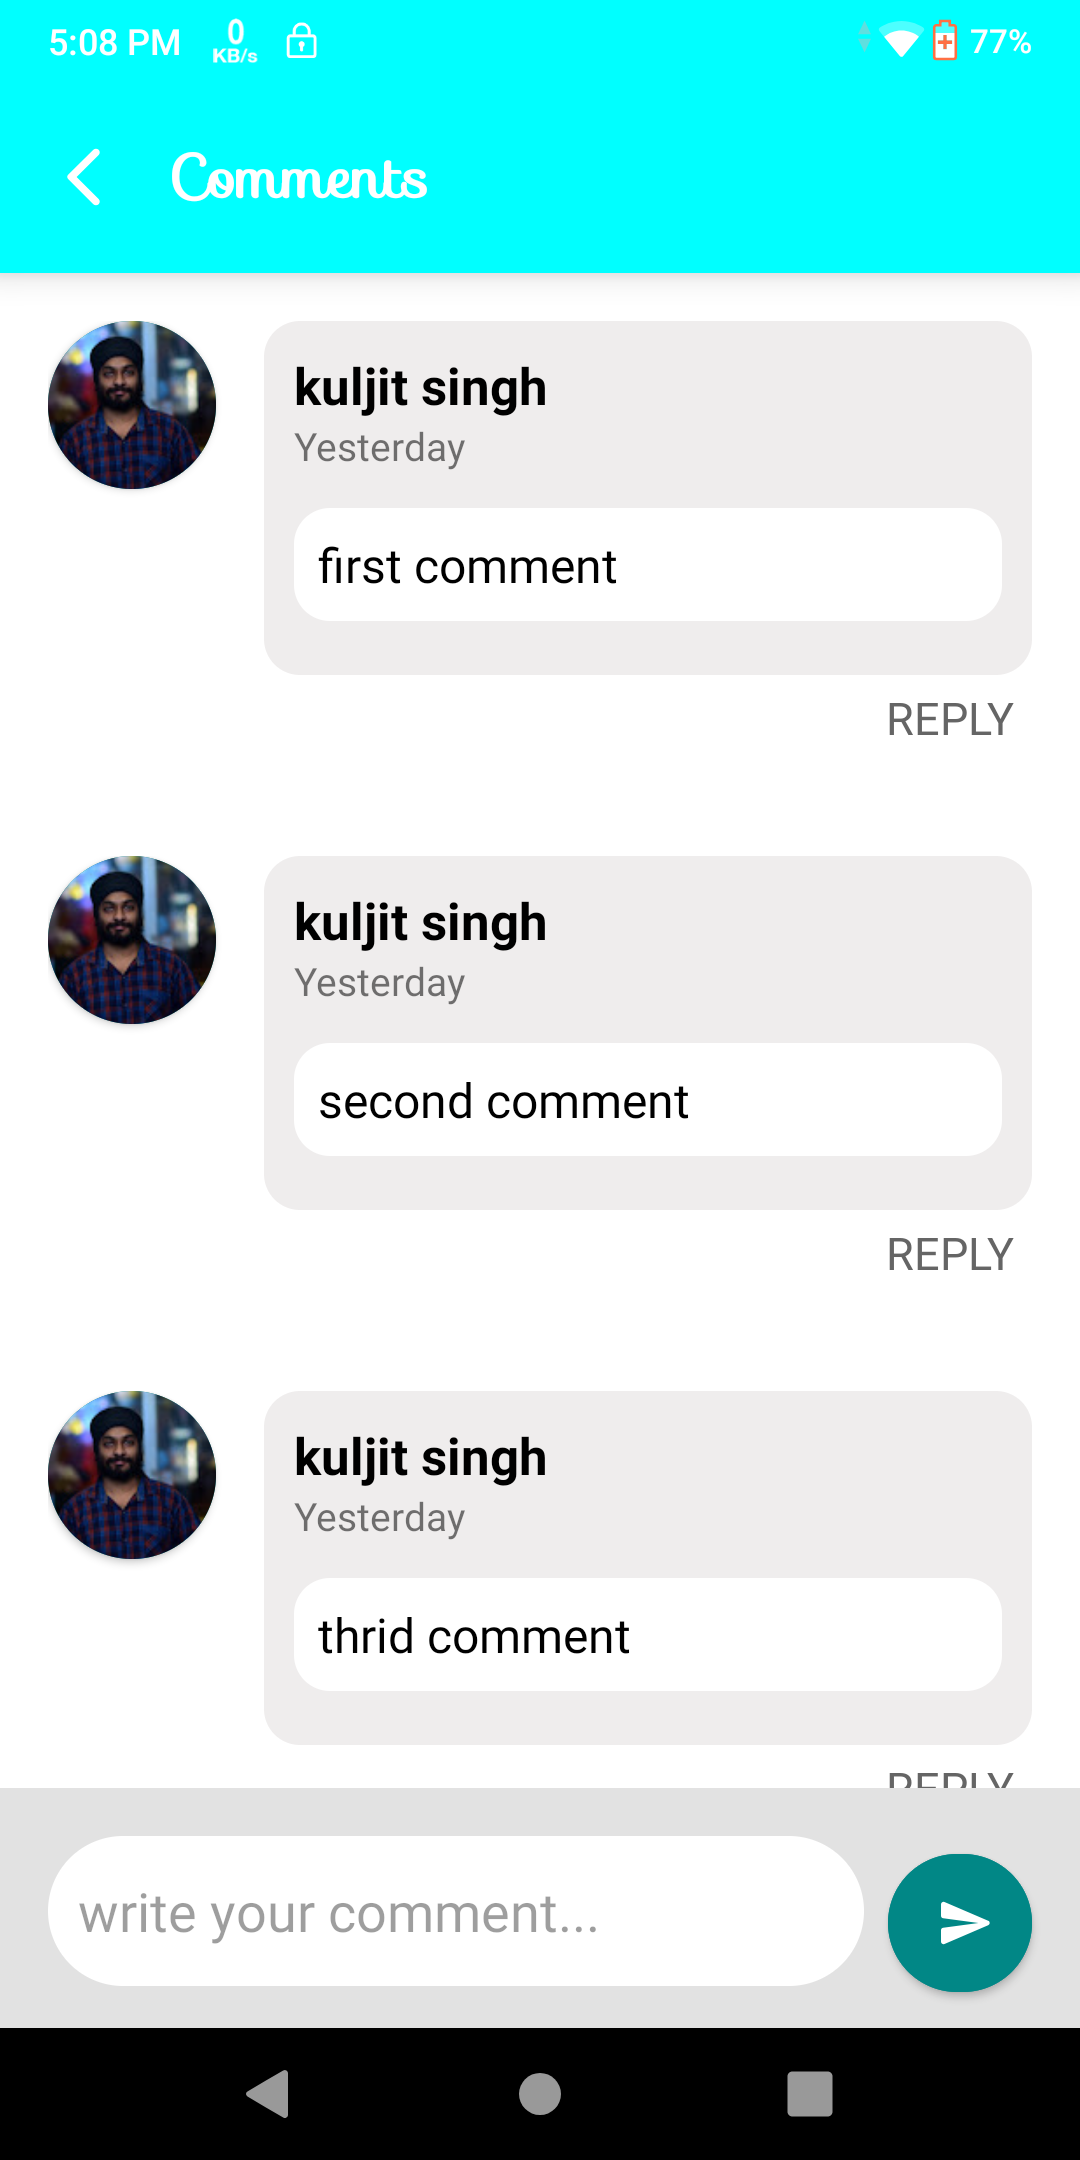 5:08 PM 0 KB/s 77%
Comments
kuljit singh
Yesterday
first comment
REPLY
kuljit singh
Yesterday
second comment
REPLY
kuljit singh
Yesterday
thrid comment
REPLY
write your comment...